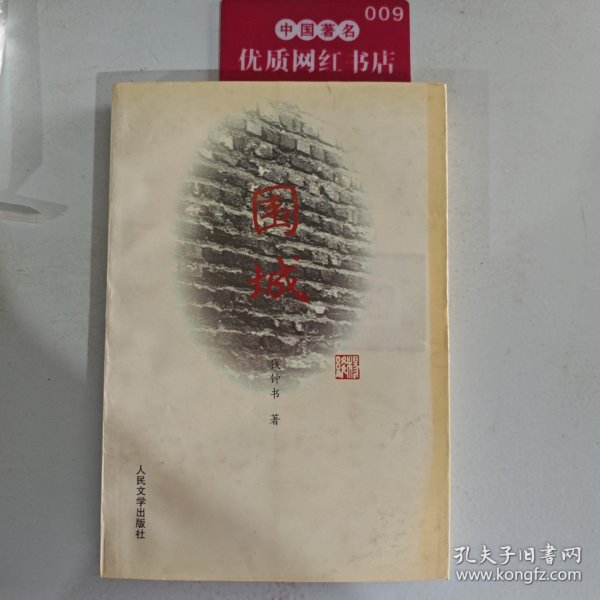 009
中国著名
优质网红书店
围城
钱钟书 著
人民文学出版社
孔夫子旧书网
www.kongfz.com